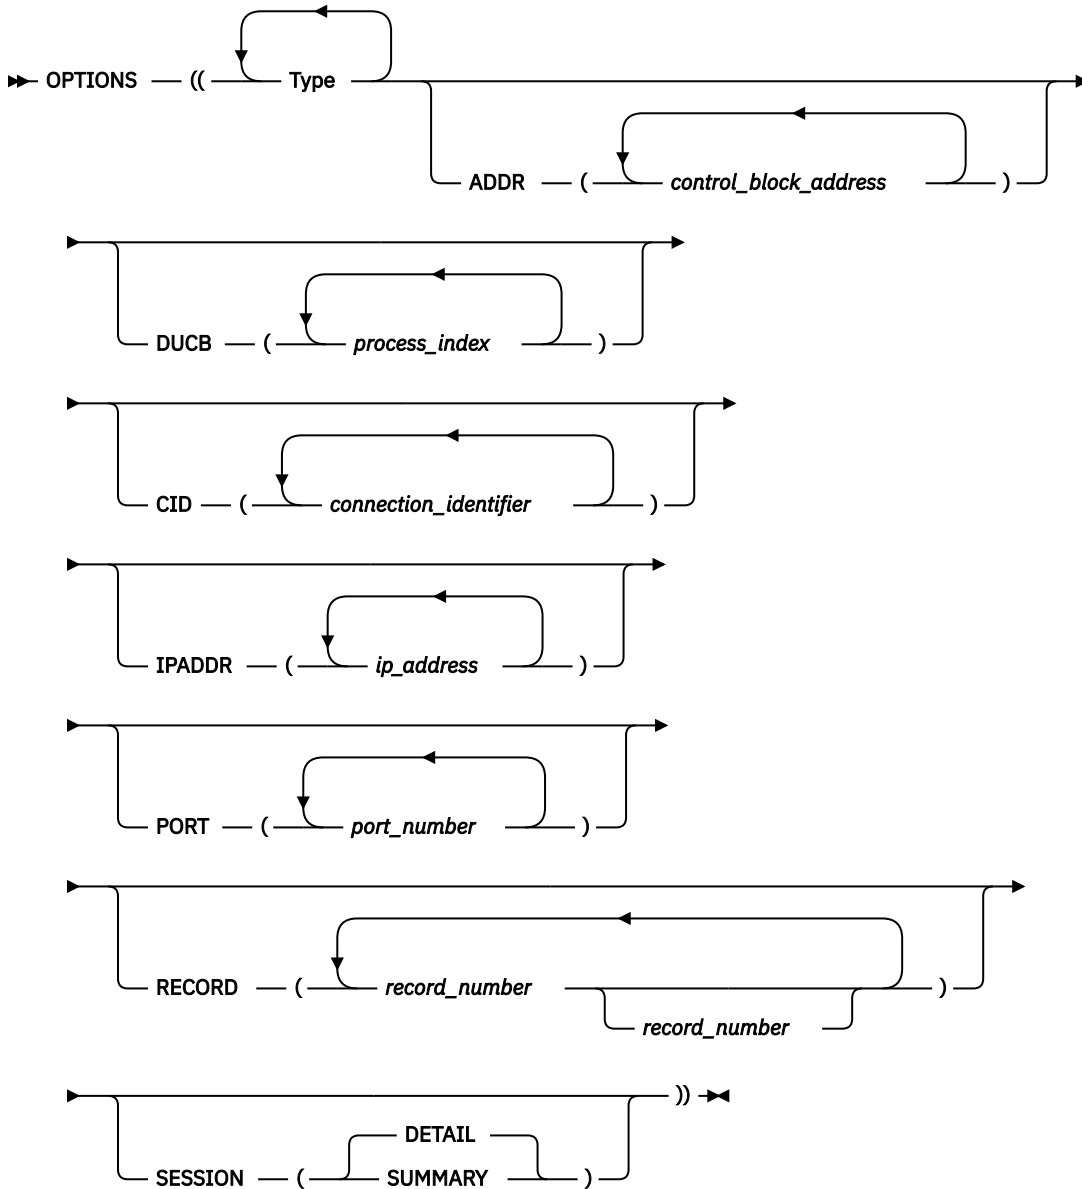 OPTIONS (( Type
ADDR ( control_block_address )
DUCB ( process_index )
CID ( connection_identifier )
IPADDR ( ip_address )
PORT ( port_number )
RECORD ( record_number )
record_number
))
DETAIL
SESSION ( SUMMARY )